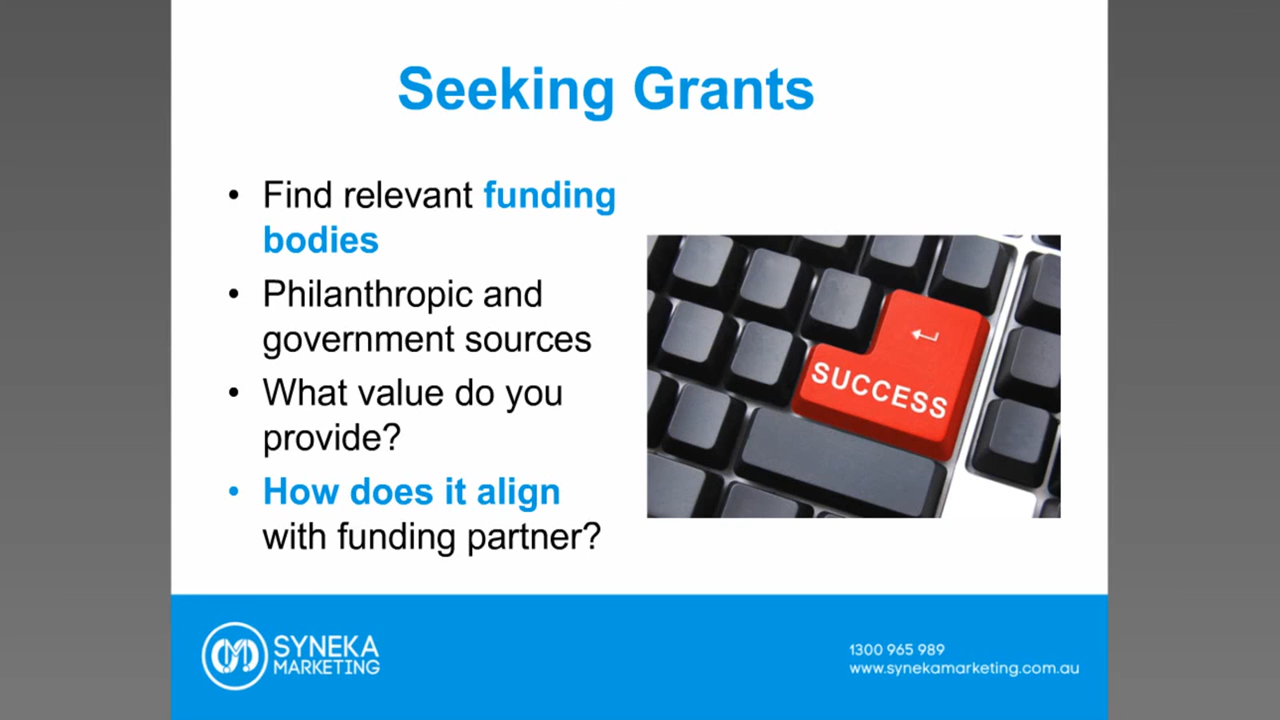 Seeking Grants
• Find relevant funding
bodies
• Philanthropic and
government sources
• What value do you
provide?
• How does it align
with funding partner?
SUCCESS
SYNEKA
MARKETING
1300 965 989
www.synekamarketing.com.au